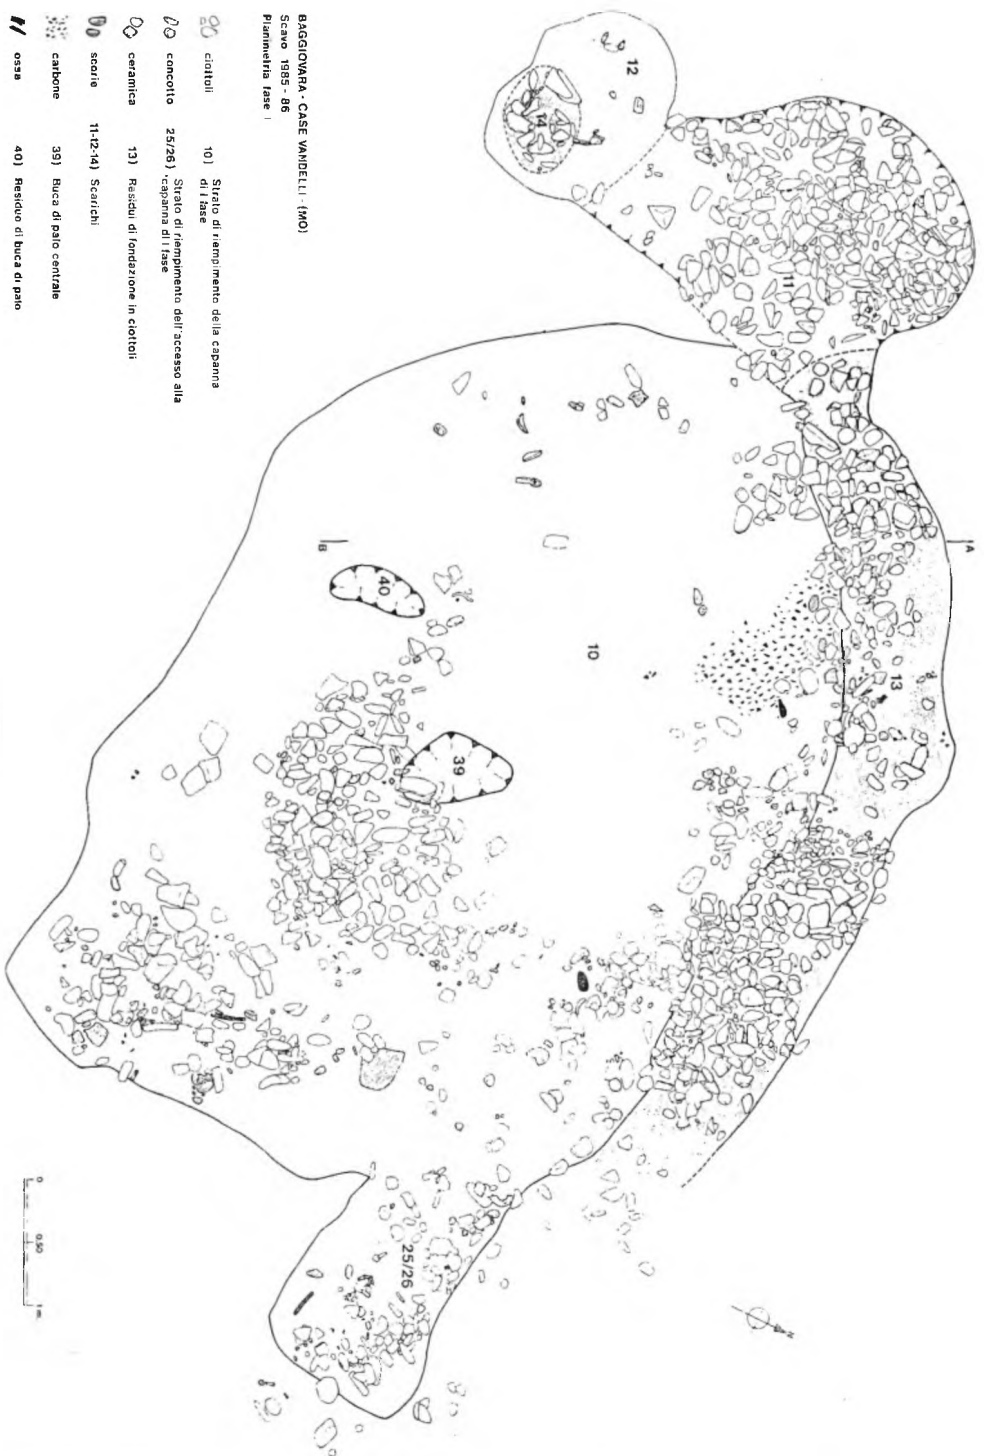 BAGGIOVARA - CASE VANDELLI - (MO)
Scavo 1985 - 86
Planimetria fase I
ciottoli
concotto
ceramica
scorie
carbone
ossa
10) Strato di riempimento della capanna
di I fase
25/26) Strato di riempimento dell'accesso alla
capanna di I fase
13) Residui di fondazione in ciottoli
11-12-14) Scarichi
39) Buca di palo centrale
40) Residuo di buca di palo
12
14
11
A
B
40
10
13
39
25/26
N
0 0.50 1 m.